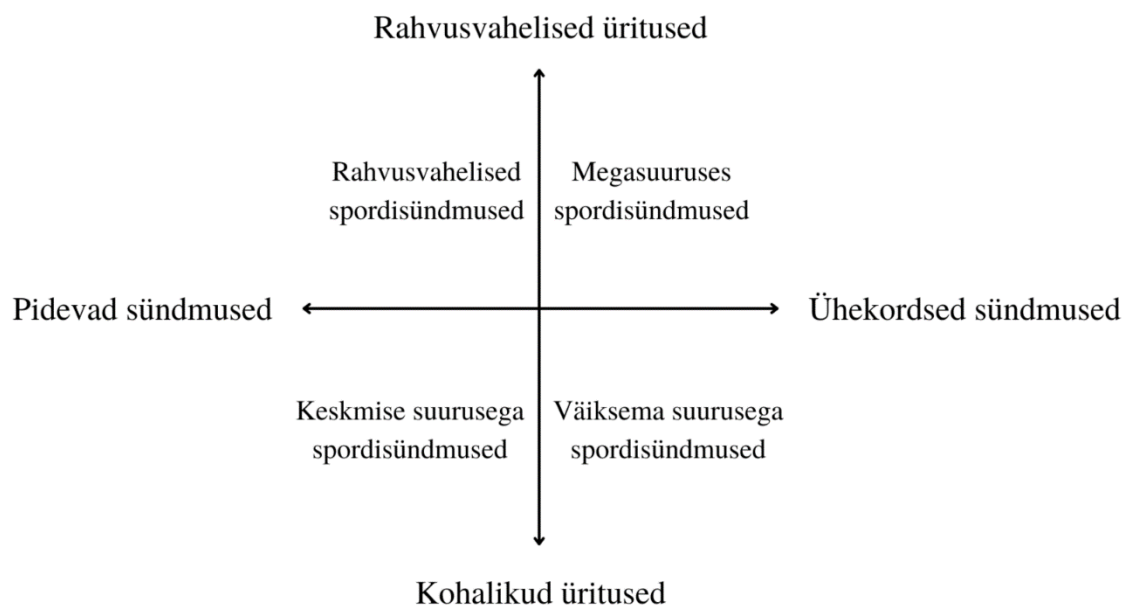 Rahvusvahelised üritused
Rahvusvahelised
spordisündmused
Megasuuruses
spordisündmused
Pidevad sündmused
Ühekordsed sündmused
Keskmise suurusega
spordisündmused
Väiksema suurusega
spordisündmused
Kohalikud üritused